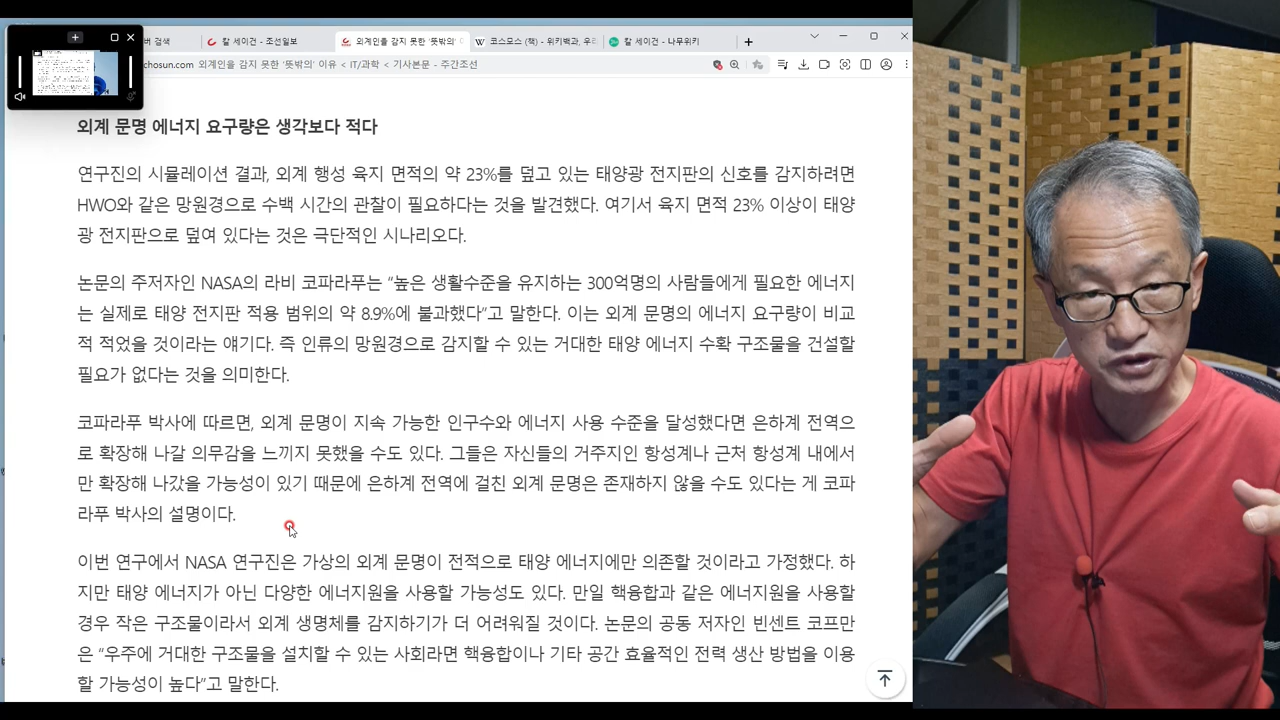 버 검색
칼 세이건 - 조선일보
외계인을 감지 못한 '뜻밖의' 이
코스모스 (책) - 위키백과, 우리
칼 세이건 - 나무위키
chosun.com 외계인을 감지 못한 '뜻밖의' 이유 < IT/과학 < 기사본문 - 주간조선
외계 문명 에너지 요구량은 생각보다 적다
연구진의 시뮬레이션 결과, 외계 행성 육지 면적의 약 23%를 덮고 있는 태양광 전지판의 신호를 감지하려면
HWO와 같은 망원경으로 수백 시간의 관찰이 필요하다는 것을 발견했다. 여기서 육지 면적 23% 이상이 태양
광 전지판으로 덮여 있다는 것은 극단적인 시나리오다.
논문의 주저자인 NASA의 라비 코파라푸는 “높은 생활수준을 유지하는 300억명의 사람들에게 필요한 에너지
는 실제로 태양 전지판 적용 범위의 약 8.9%에 불과했다”고 말한다. 이는 외계 문명의 에너지 요구량이 비교
적 적었을 것이라는 얘기다. 즉 인류의 망원경으로 감지할 수 있는 거대한 태양 에너지 수확 구조물을 건설할
필요가 없다는 것을 의미한다.
코파라푸 박사에 따르면, 외계 문명이 지속 가능한 인구수와 에너지 사용 수준을 달성했다면 은하계 전역으
로 확장해 나갈 의무감을 느끼지 못했을 수도 있다. 그들은 자신들의 거주지인 항성계나 근처 항성계 내에서
만 확장해 나갔을 가능성이 있기 때문에 은하계 전역에 걸친 외계 문명은 존재하지 않을 수도 있다는 게 코파
라푸 박사의 설명이다.
이번 연구에서 NASA 연구진은 가상의 외계 문명이 전적으로 태양 에너지에만 의존할 것이라고 가정했다. 하
지만 태양 에너지가 아닌 다양한 에너지원을 사용할 가능성도 있다. 만일 핵융합과 같은 에너지원을 사용할
경우 작은 구조물이라서 외계 생명체를 감지하기가 더 어려워질 것이다. 논문의 공동 저자인 빈센트 코프만
은 “우주에 거대한 구조물을 설치할 수 있는 사회라면 핵융합이나 기타 공간 효율적인 전력 생산 방법을 이용
할 가능성이 높다”고 말한다.